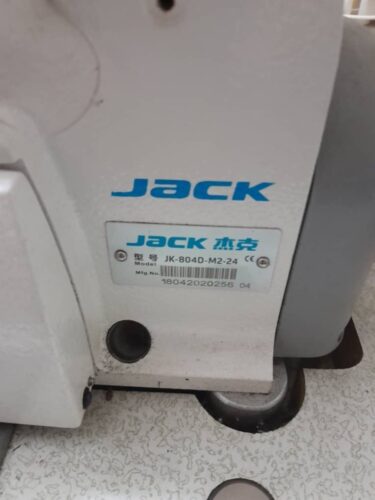 JACK
JACK 杰克
型 号 JK-804D-M2-24 CE
Model
Mfg.No.
18042020256 04